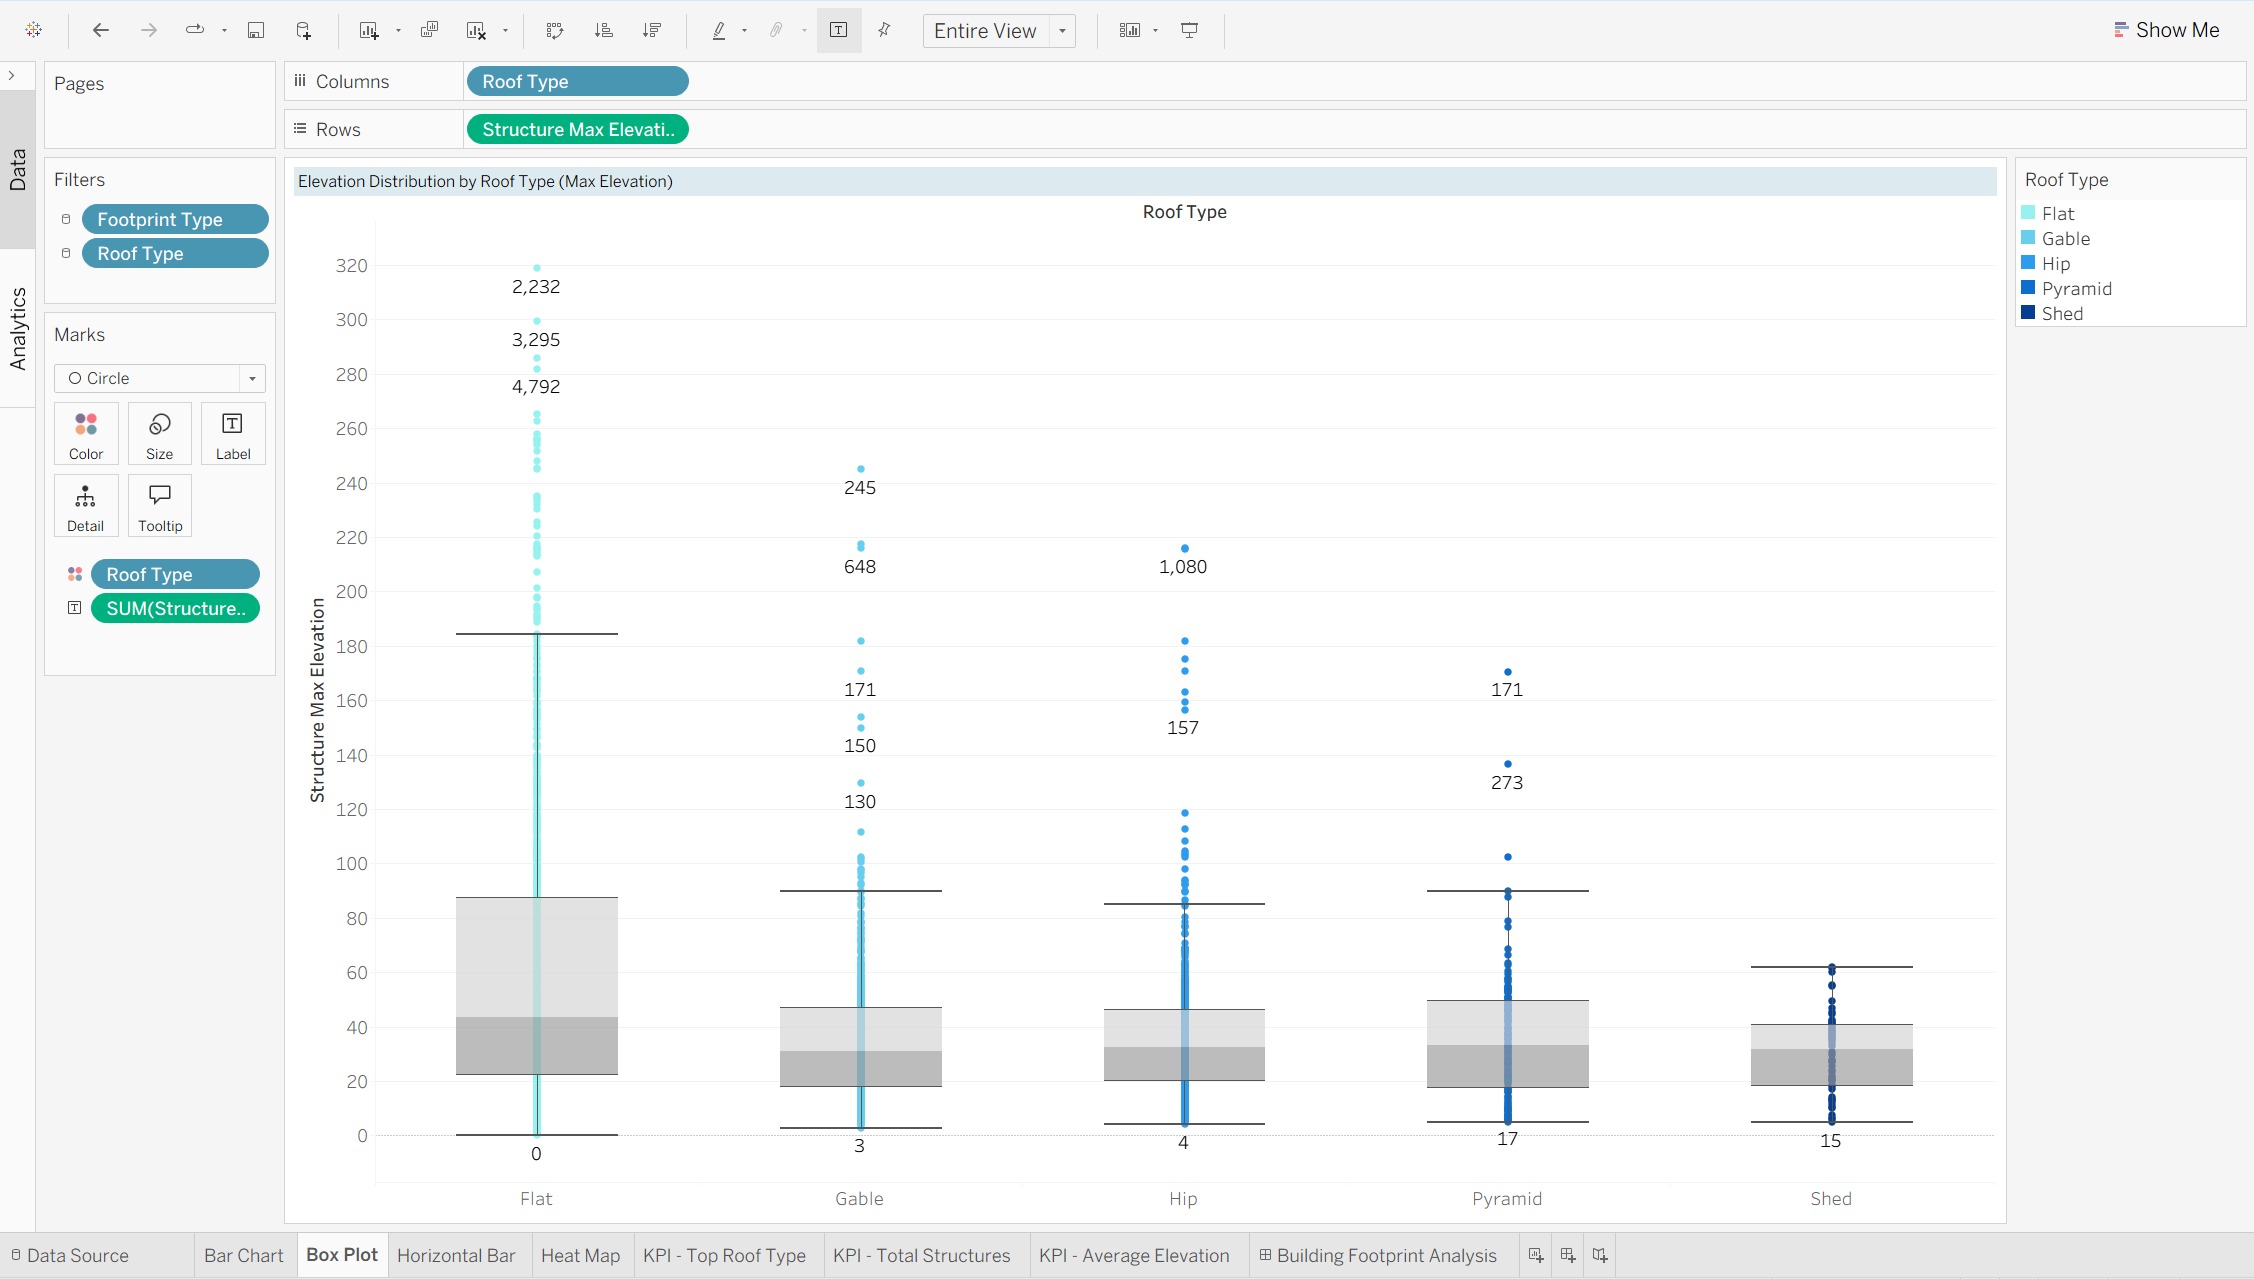 Entire View
Show Me
Data
Analytics
Pages
Columns
Roof Type
Rows
Structure Max Elevati..
Filters
Footprint Type
Roof Type
Marks
Circle
Color
Size
Label
Detail
Tooltip
Roof Type
SUM(Structure..
Elevation Distribution by Roof Type (Max Elevation)
Roof Type
Structure Max Elevation
320
300
280
260
240
220
200
180
160
140
120
100
80
60
40
20
0
2,232
3,295
4,792
0
245
648
171
150
130
3
1,080
157
4
171
273
17
15
Flat
Gable
Hip
Pyramid
Shed
Roof Type
Flat
Gable
Hip
Pyramid
Shed
Data Source
Bar Chart
Box Plot
Horizontal Bar
Heat Map
KPI - Top Roof Type
KPI - Total Structures
KPI - Average Elevation
Building Footprint Analysis